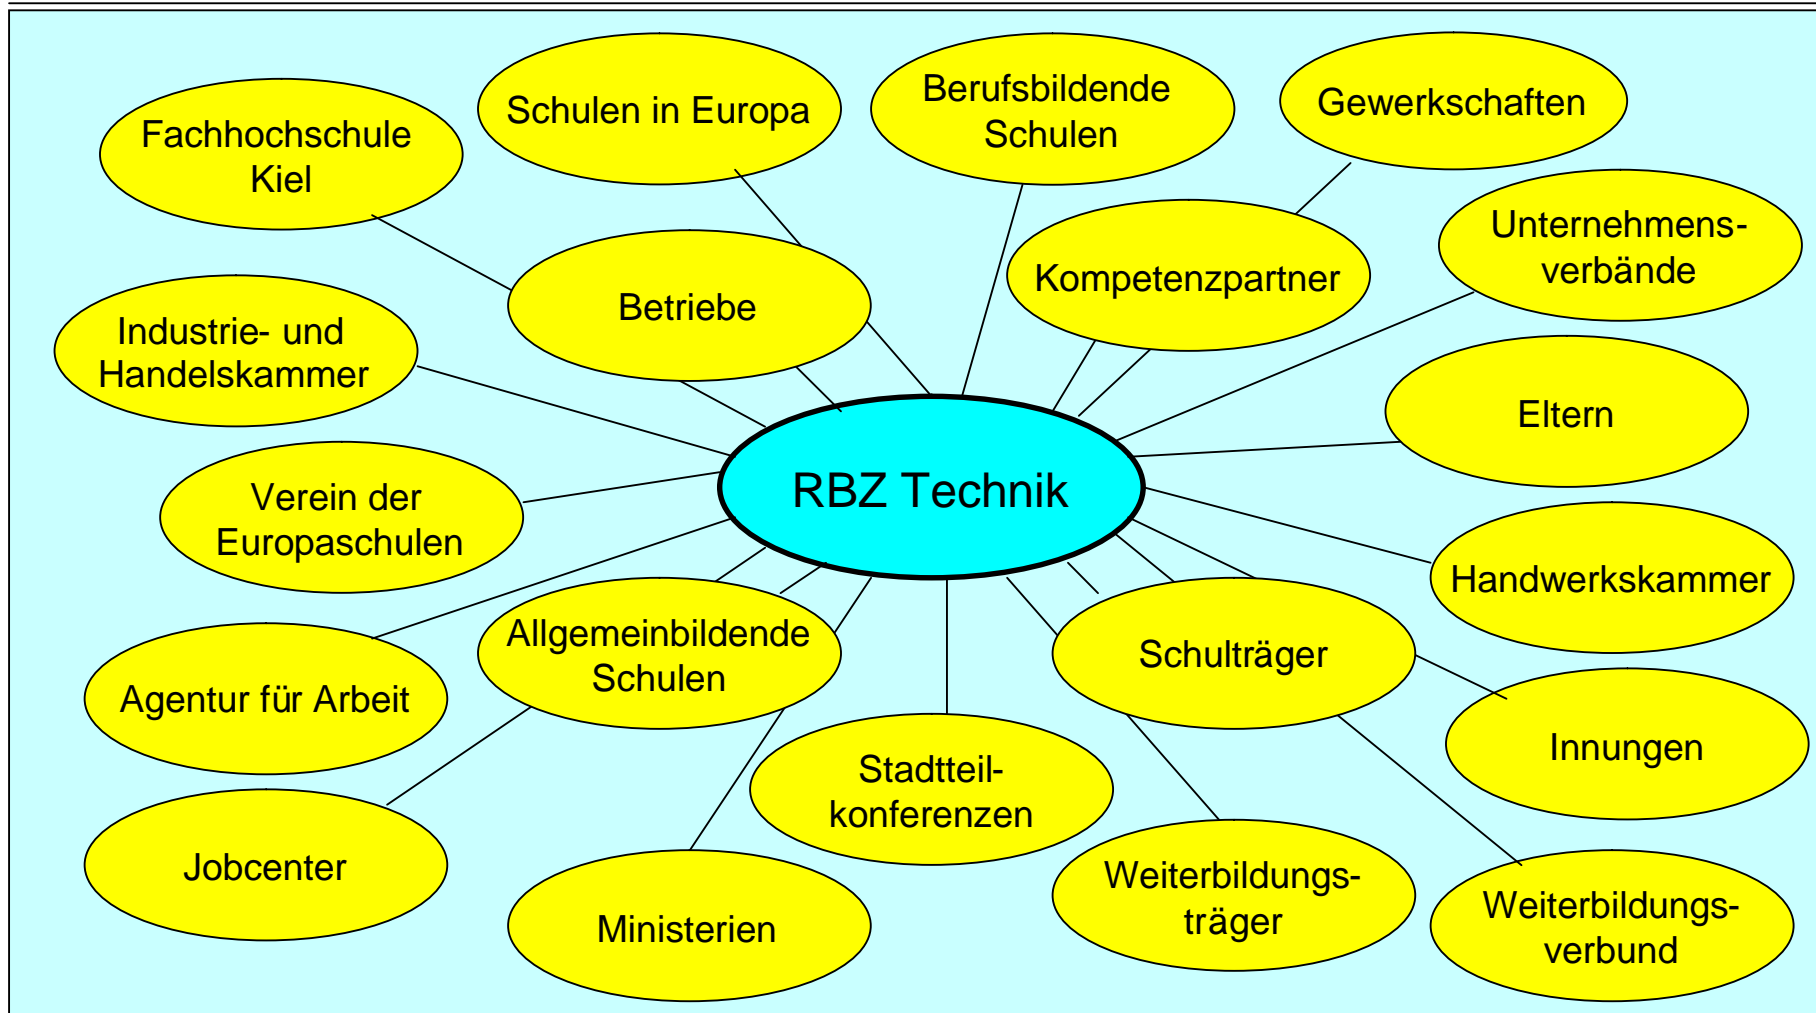 Schulen in Europa
Berufsbildende
Schulen
Gewerkschaften
Fachhochschule
Kiel
Unternehmens-
verbände
Kompetenzpartner
Betriebe
Industrie- und
Handelskammer
Eltern
RBZ Technik
Verein der
Europaschulen
Handwerkskammer
Allgemeinbildende
Schulen
Schulträger
Agentur für Arbeit
Innungen
Stadtteil-
konferenzen
Jobcenter
Weiterbildungs-
träger
Ministerien
Weiterbildungs-
verbund